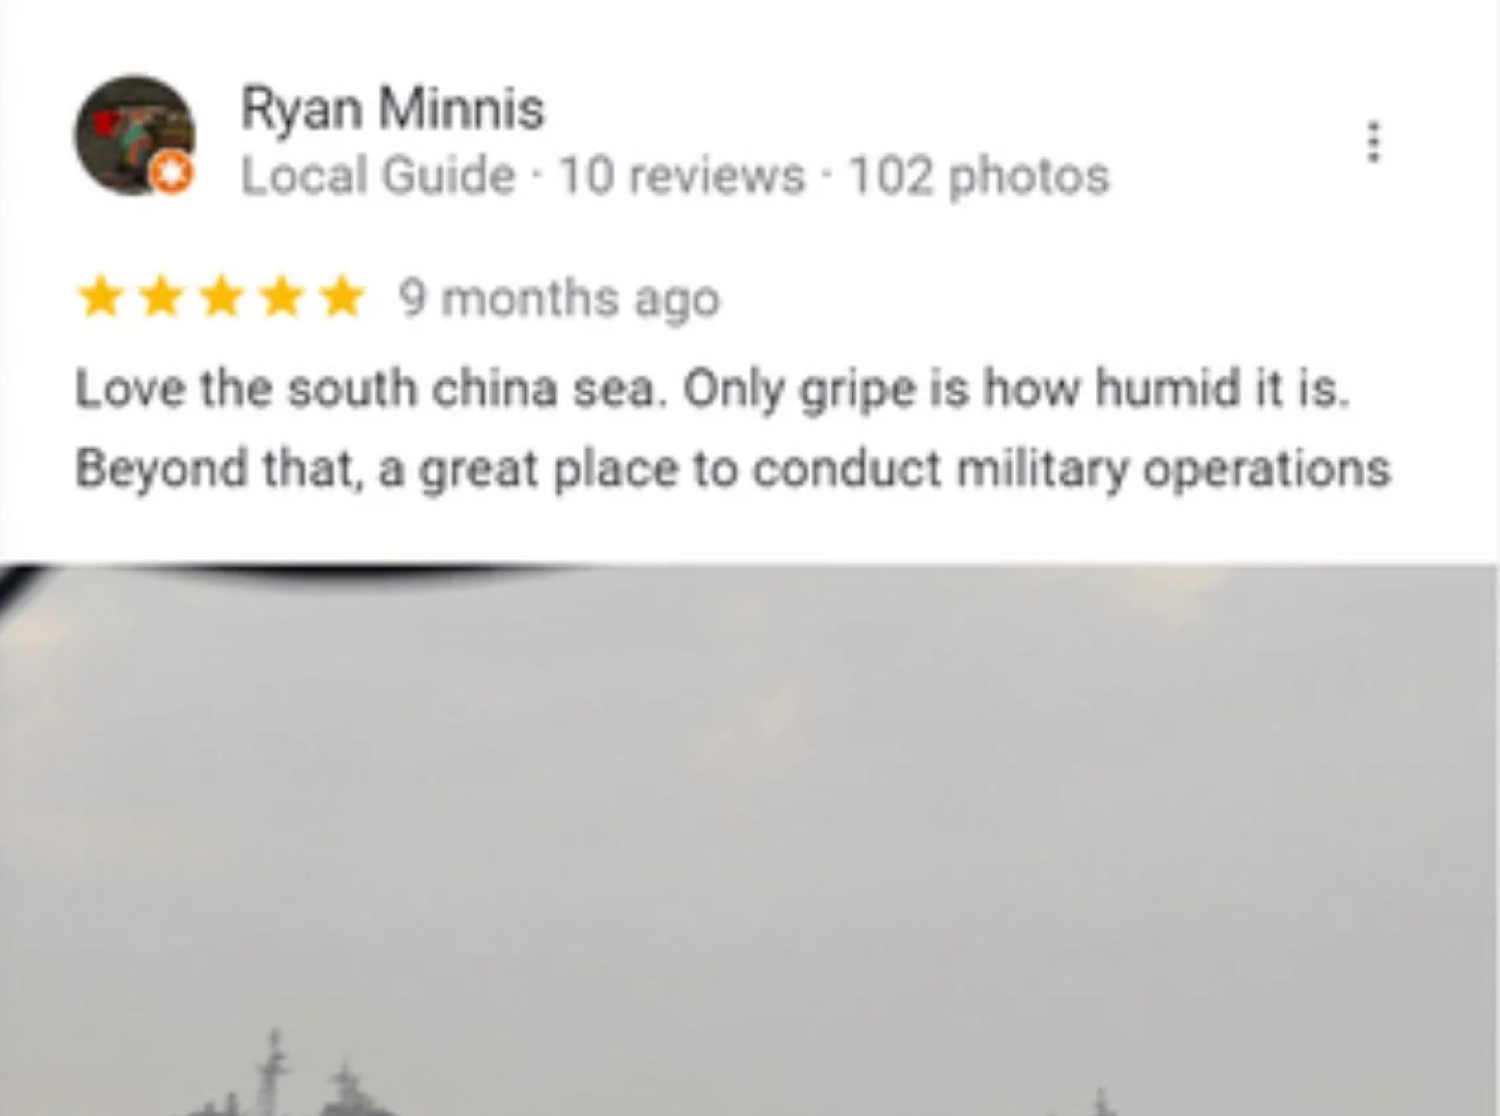 Ryan Minnis
Local Guide · 10 reviews · 102 photos
9 months ago
Love the south china sea. Only gripe is how humid it is.
Beyond that, a great place to conduct military operations